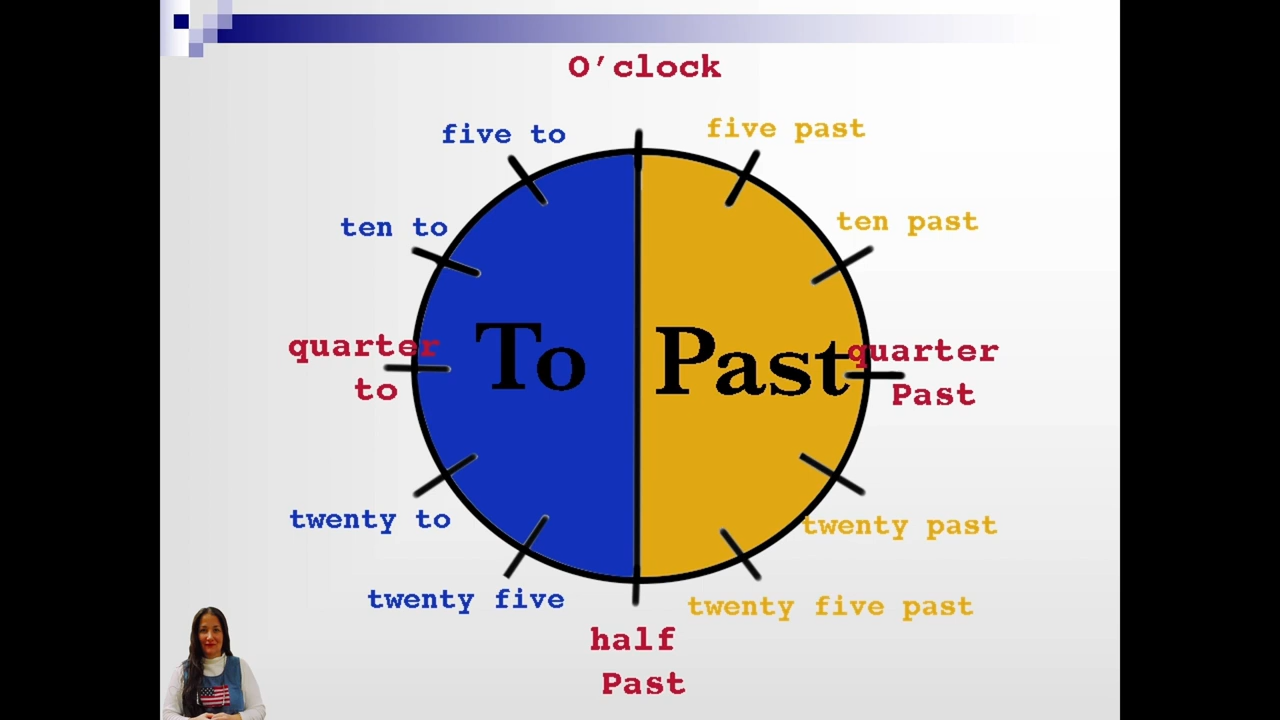 O'clock
five to
five past
ten to
ten past
quarter
to
To
Past
quarter
Past
twenty to
twenty past
twenty five
twenty five past
half
Past